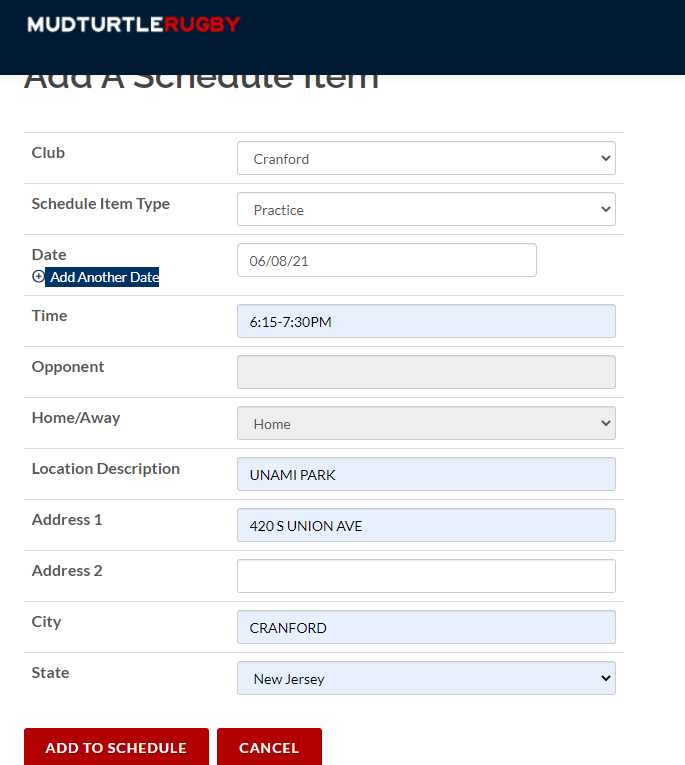 MUDTURTLERUGBY
Add A Schedule Item
Club
Cranford
Schedule Item Type
Practice
Date
06/08/21
Add Another Date
Time
6:15-7:30PM
Opponent
Home/Away
Home
Location Description
UNAMI PARK
Address 1
420 S UNION AVE
Address 2
City
CRANFORD
State
New Jersey
ADD TO SCHEDULE
CANCEL